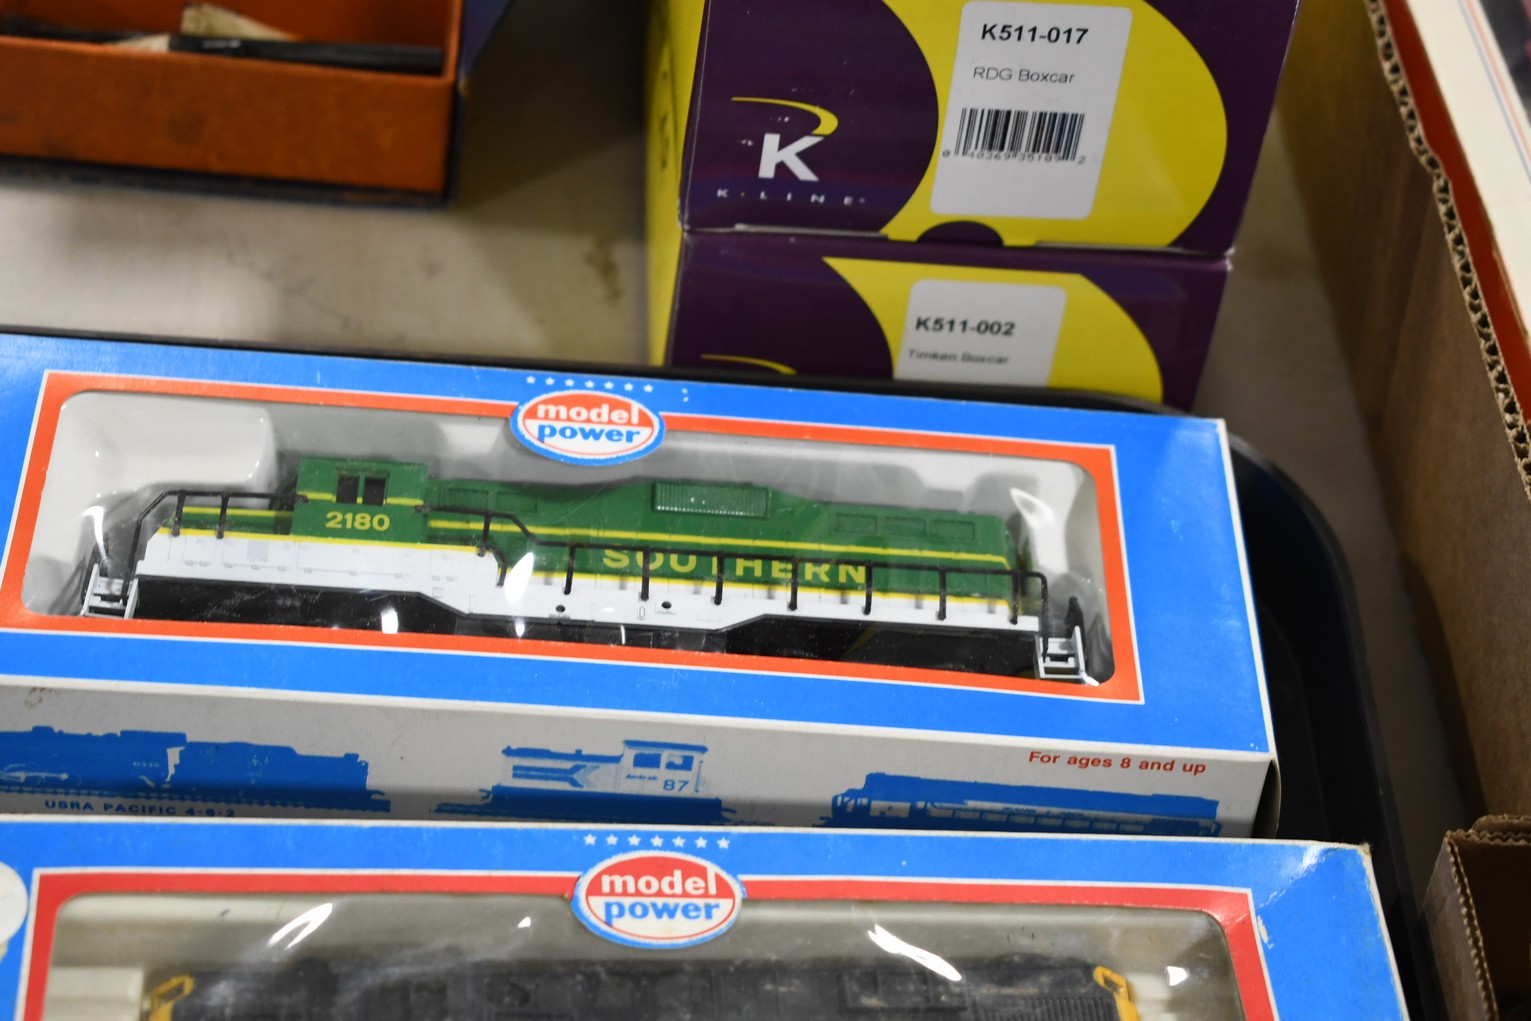 K511-017
RDG Boxcar
K
K-LINE
K511-002
Timken Boxcar
model
power
2180
SOUTHERN
For ages 8 and up
87
USRA PACIFIC 4-6-2
model
power